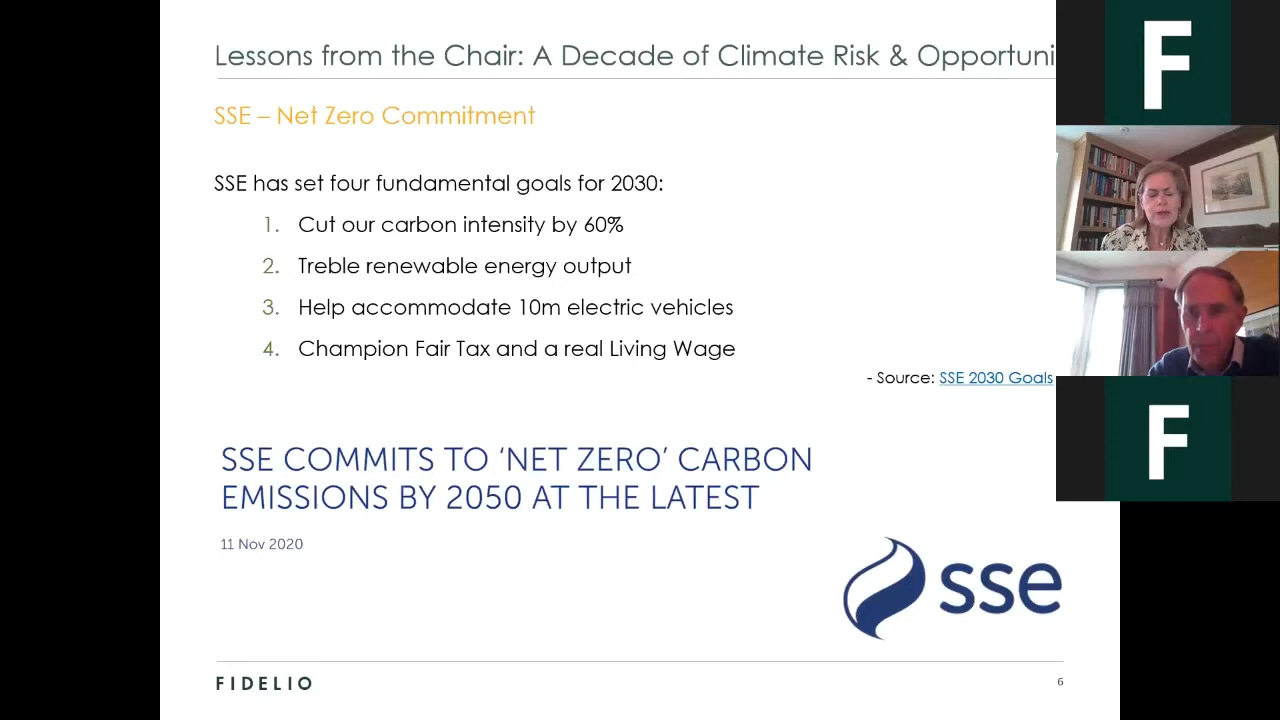 Lessons from the Chair: A Decade of Climate Risk & Opportuni
SSE – Net Zero Commitment
SSE has set four fundamental goals for 2030:
1. Cut our carbon intensity by 60%
2. Treble renewable energy output
3. Help accommodate 10m electric vehicles
4. Champion Fair Tax and a real Living Wage
- Source: SSE 2030 Goals
SSE COMMITS TO ‘NET ZERO’ CARBON
EMISSIONS BY 2050 AT THE LATEST
11 Nov 2020
sse
FIDELIO
6
F
F